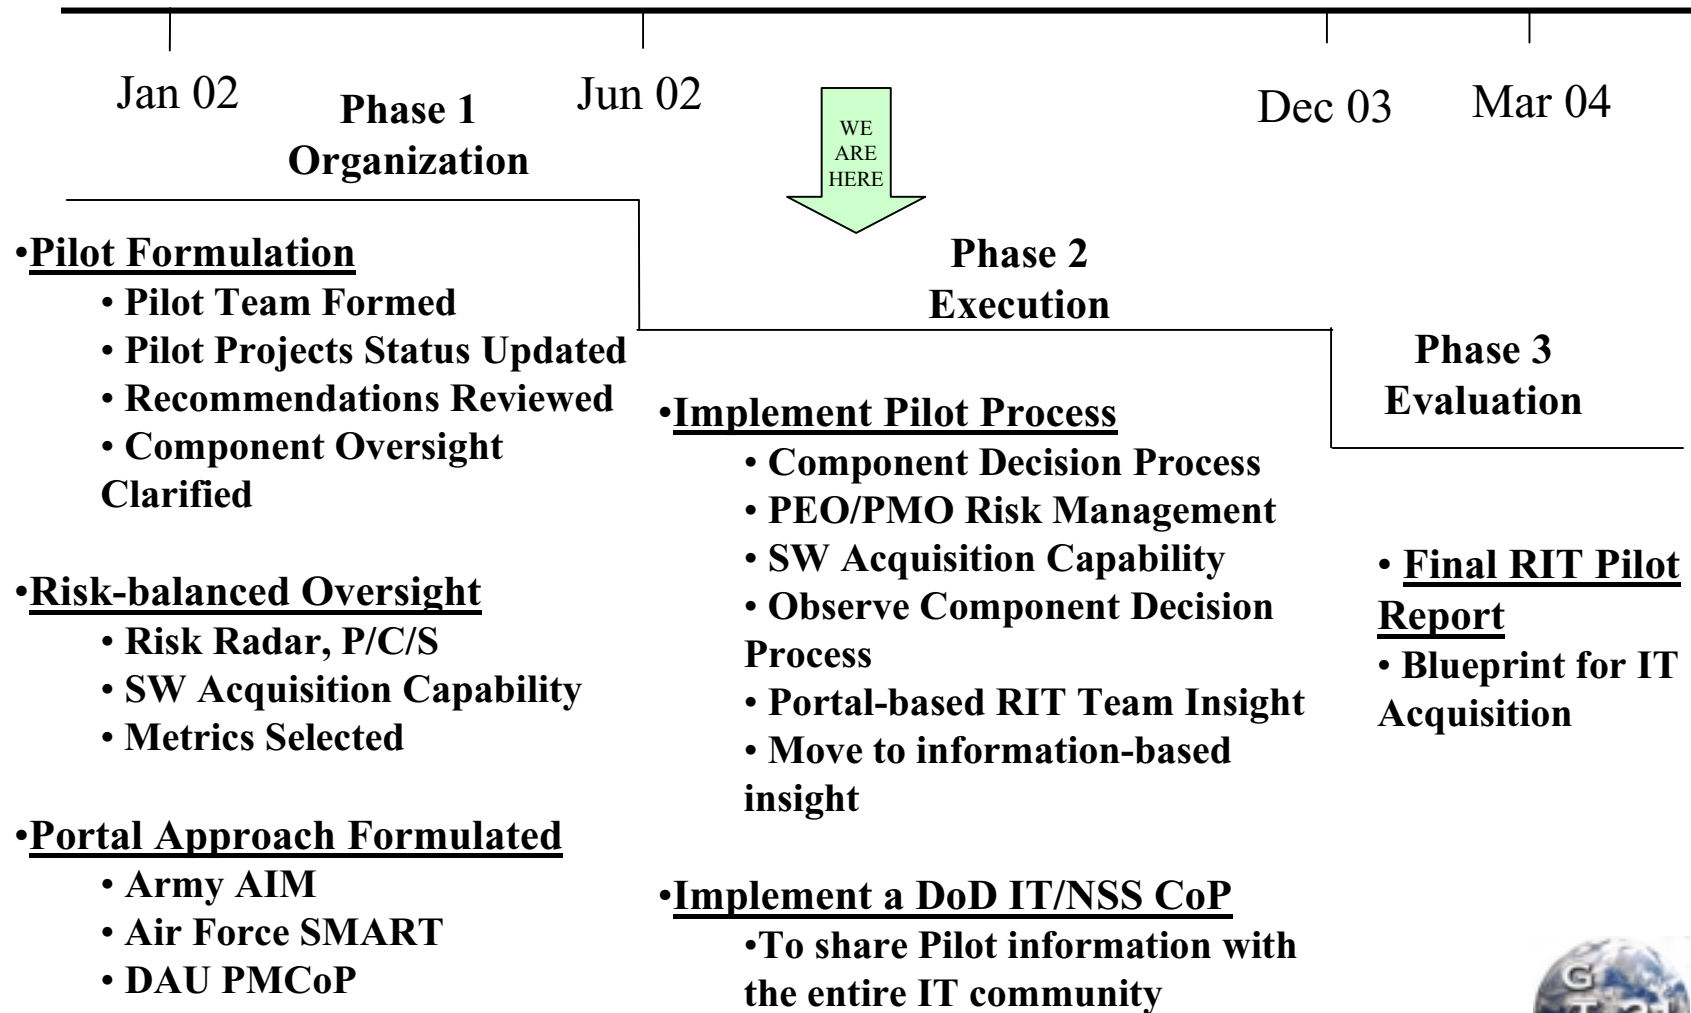 Jan 02
Jun 02
Dec 03
Mar 04
Phase 1
Organization
WE
ARE
HERE
•Pilot Formulation
• Pilot Team Formed
• Pilot Projects Status Updated
• Recommendations Reviewed
• Component Oversight
Clarified
•Risk-balanced Oversight
• Risk Radar, P/C/S
• SW Acquisition Capability
• Metrics Selected
•Portal Approach Formulated
• Army AIM
• Air Force SMART
• DAU PMCoP
Phase 2
Execution
•Implement Pilot Process
• Component Decision Process
• PEO/PMO Risk Management
• SW Acquisition Capability
• Observe Component Decision
Process
• Portal-based RIT Team Insight
• Move to information-based
insight
•Implement a DoD IT/NSS CoP
•To share Pilot information with
the entire IT community
Phase 3
Evaluation
• Final RIT Pilot
Report
• Blueprint for IT
Acquisition